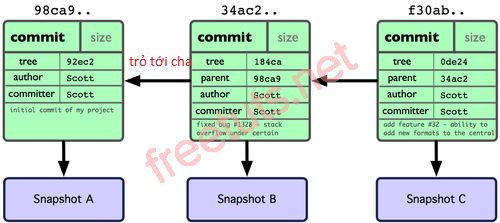 98ca9..
34ac2..
f30ab..
commit size
tree 92ec2
author Scott
committer Scott
initial commit of my project
trỏ tới cha
commit size
tree 184ca
parent 98ca9
author Scott
committer Scott
fixed bug #1328 - stack
overflow under certain
commit size
tree 0de24
parent 34ac2
author Scott
committer Scott
add feature #32 - ability to
add new formats to the central
Snapshot A
Snapshot B
Snapshot C
freetuts.net